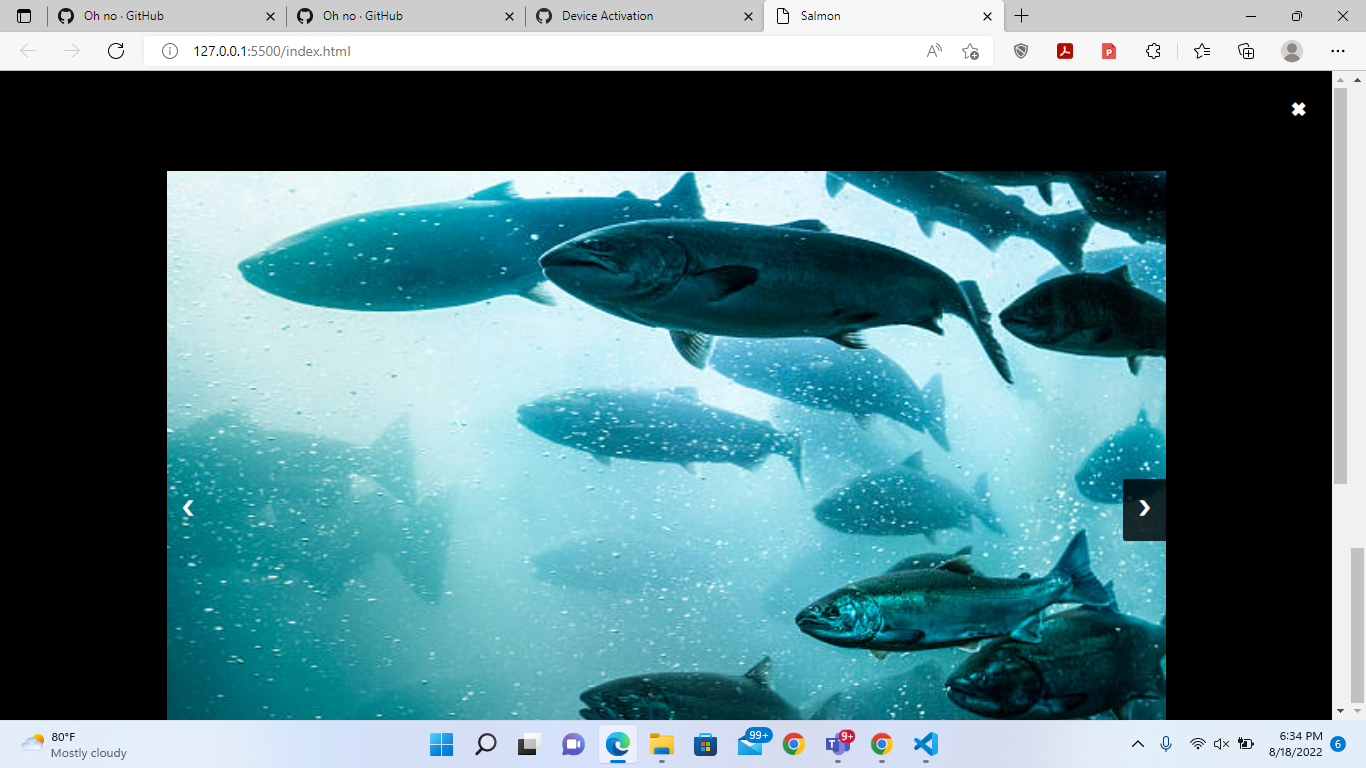 Oh no · GitHub
Oh no · GitHub
Device Activation
Salmon
127.0.0.1:5500/index.html
80°F
Mostly cloudy
99+
9+
6:34 PM
8/18/2022
6